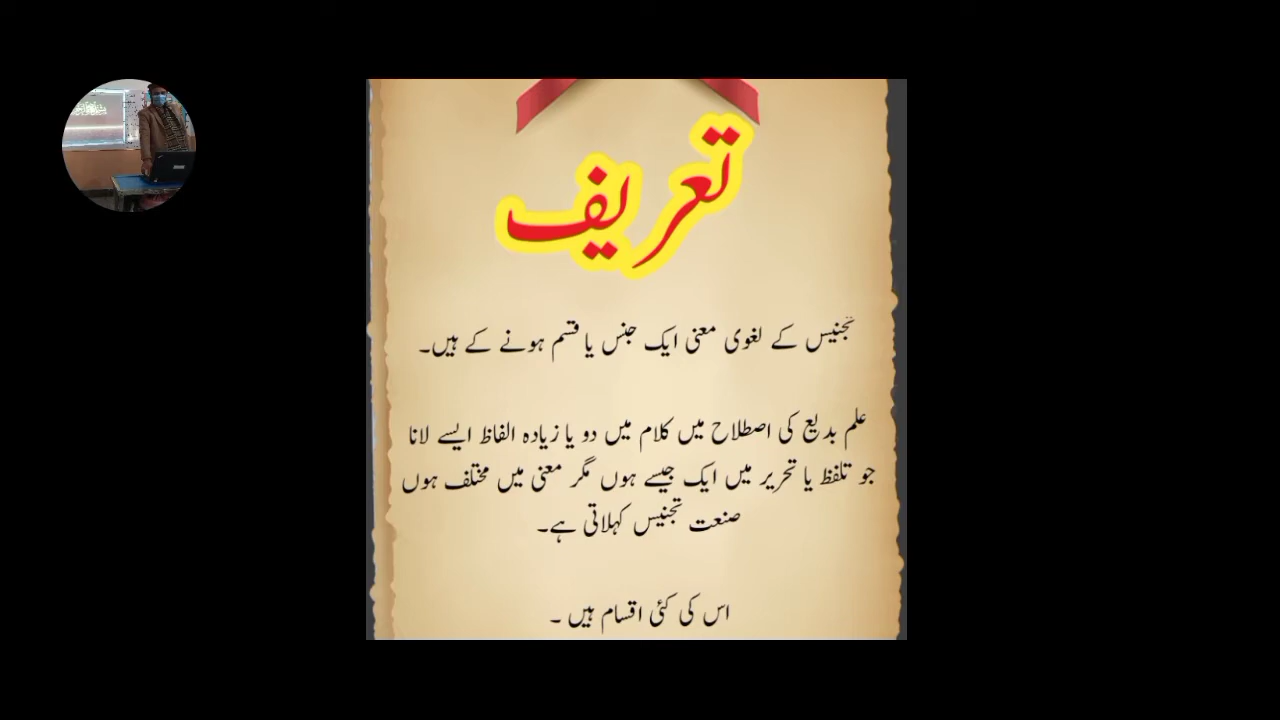 تعریف
تجنیس کے لغوی معنی ایک جنس یا قسم ہونے کے ہیں۔
علم بدیع کی اصطلاح میں کلام میں دو یا زیادہ الفاظ ایسے لانا
جو تلفظ یا تحریر میں ایک جیسے ہوں مگر معنی میں مختلف ہوں
صنعت تجنیس کہلاتی ہے۔
اس کی کئی اقسام ہیں ۔